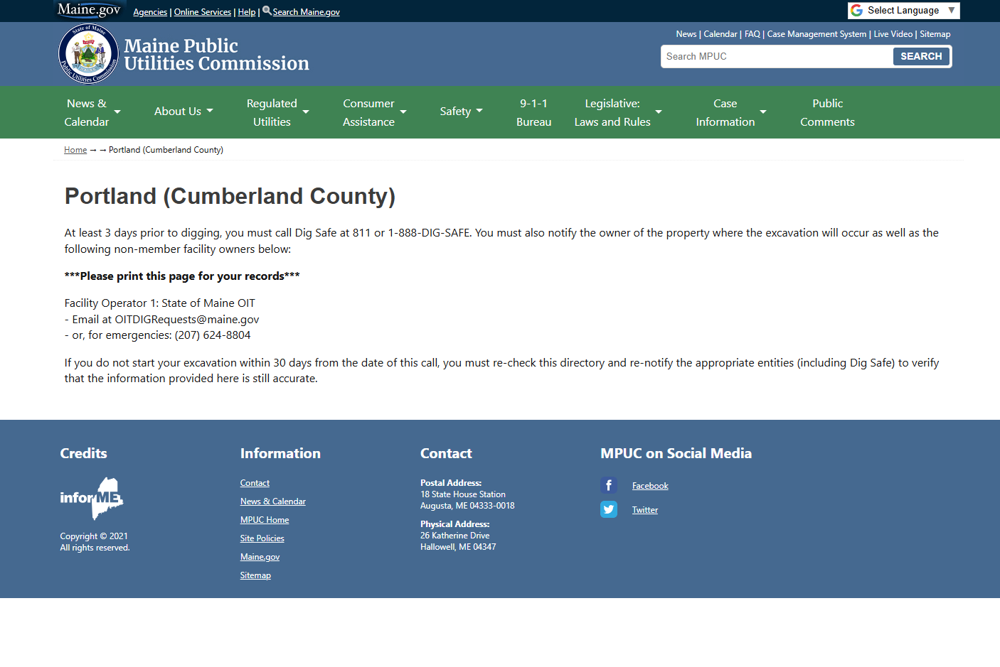 Maine.gov Agencies | Online Services | Help | Search Maine.gov
Select Language ▼
State of Maine
Public Utilities Commission
Maine Public
Utilities Commission
News | Calendar | FAQ | Case Management System | Live Video | Sitemap
Search MPUC SEARCH
News &
Calendar
About Us
Regulated
Utilities
Consumer
Assistance
Safety
9-1-1
Bureau
Legislative:
Laws and Rules
Case
Information
Public
Comments
Home → → Portland (Cumberland County)
Portland (Cumberland County)
At least 3 days prior to digging, you must call Dig Safe at 811 or 1-888-DIG-SAFE. You must also notify the owner of the property where the excavation will occur as well as the
following non-member facility owners below:
***Please print this page for your records***
Facility Operator 1: State of Maine OIT
- Email at OITDIGRequests@maine.gov
- or, for emergencies: (207) 624-8804
If you do not start your excavation within 30 days from the date of this call, you must re-check this directory and re-notify the appropriate entities (including Dig Safe) to verify
that the information provided here is still accurate.
Credits
inforME
Copyright © 2021
All rights reserved.
Information
Contact
News & Calendar
MPUC Home
Site Policies
Maine.gov
Sitemap
Contact
Postal Address:
18 State House Station
Augusta, ME 04333-0018
Physical Address:
26 Katherine Drive
Hallowell, ME 04347
MPUC on Social Media
Facebook
Twitter